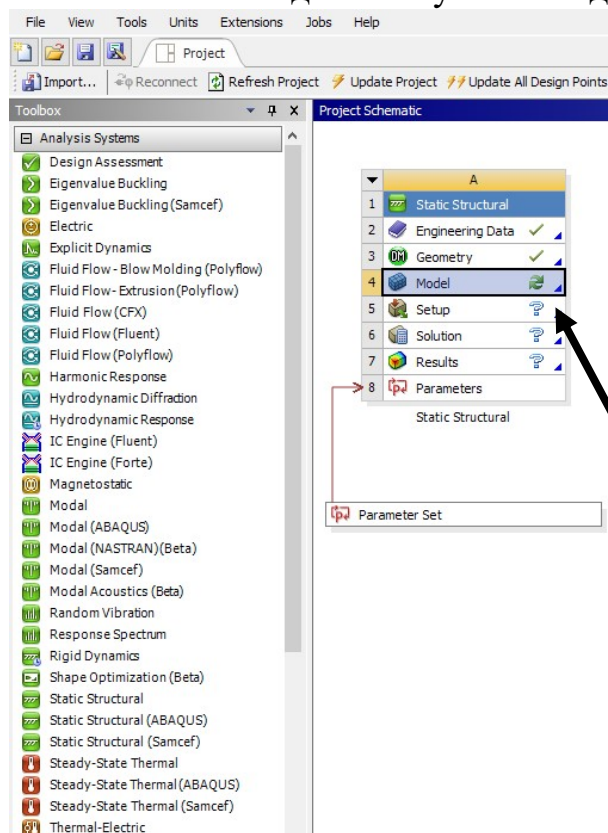 File View Tools Units Extensions Jobs Help
Project
Import... Reconnect Refresh Project Update Project Update All Design Points
Toolbox
Project Schematic
Analysis Systems
Design Assessment
Eigenvalue Buckling
Eigenvalue Buckling (Samcef)
Electric
Explicit Dynamics
Fluid Flow - Blow Molding (Polyflow)
Fluid Flow - Extrusion (Polyflow)
Fluid Flow (CFX)
Fluid Flow (Fluent)
Fluid Flow (Polyflow)
Harmonic Response
Hydrodynamic Diffraction
Hydrodynamic Response
IC Engine (Fluent)
IC Engine (Forte)
Magnetostatic
Modal
Modal (ABAQUS)
Modal (NASTRAN)(Beta)
Modal (Samcef)
Modal Acoustics (Beta)
Random Vibration
Response Spectrum
Rigid Dynamics
Shape Optimization (Beta)
Static Structural
Static Structural (ABAQUS)
Static Structural (Samcef)
Steady-State Thermal
Steady-State Thermal (ABAQUS)
Steady-State Thermal (Samcef)
Thermal-Electric
A
1 Static Structural
2 Engineering Data
3 DM Geometry
4 Model
5 Setup ?
6 Solution ?
7 Results ?
8 Parameters
Static Structural
Parameter Set